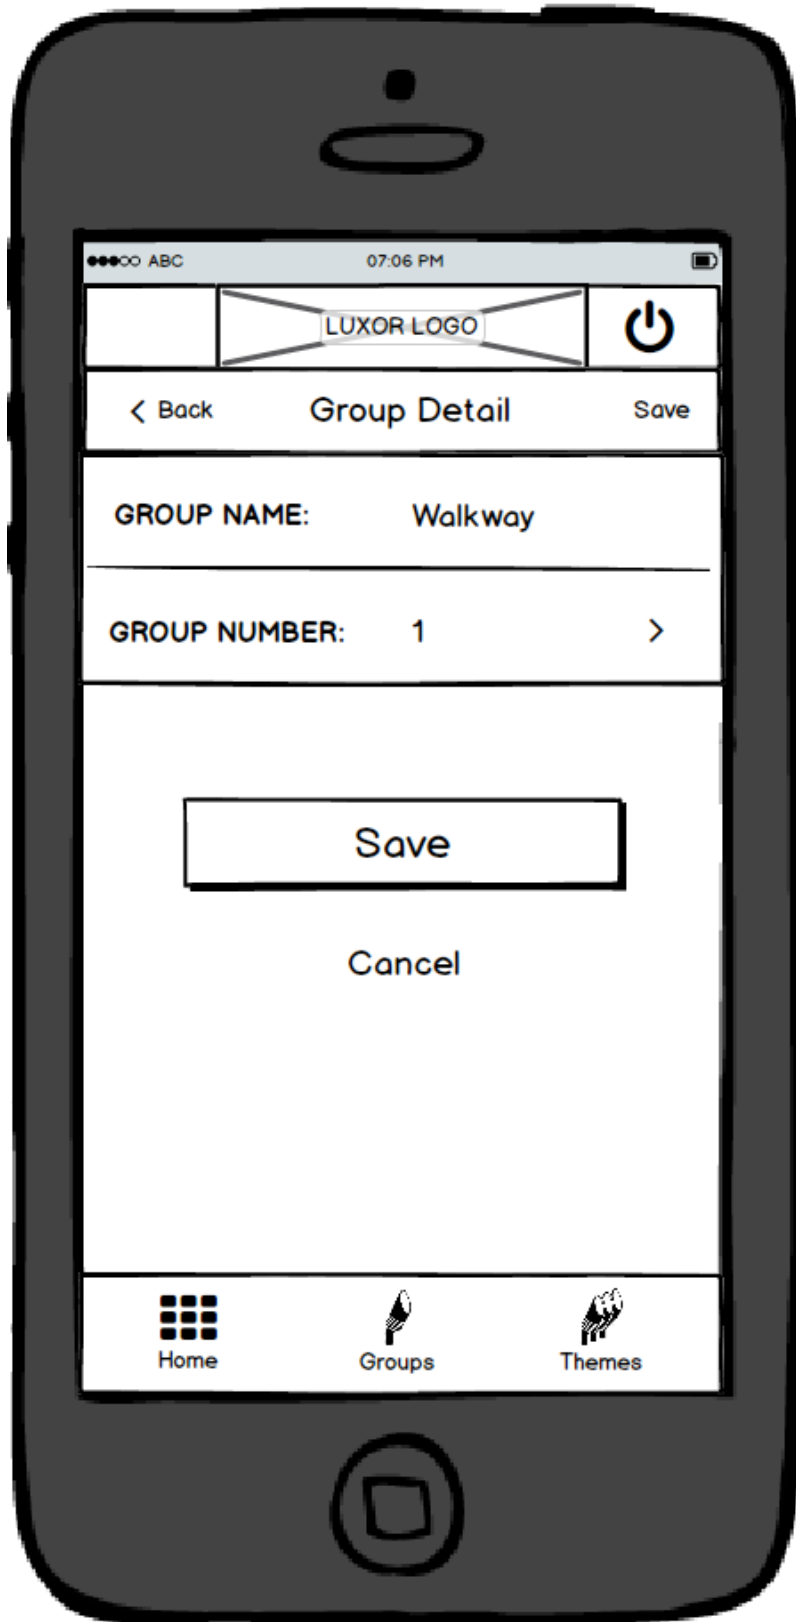 ABC 07:06 PM
LUXOR LOGO
Back Group Detail Save
GROUP NAME: Walkway
GROUP NUMBER: 1
Save
Cancel
Home Groups Themes